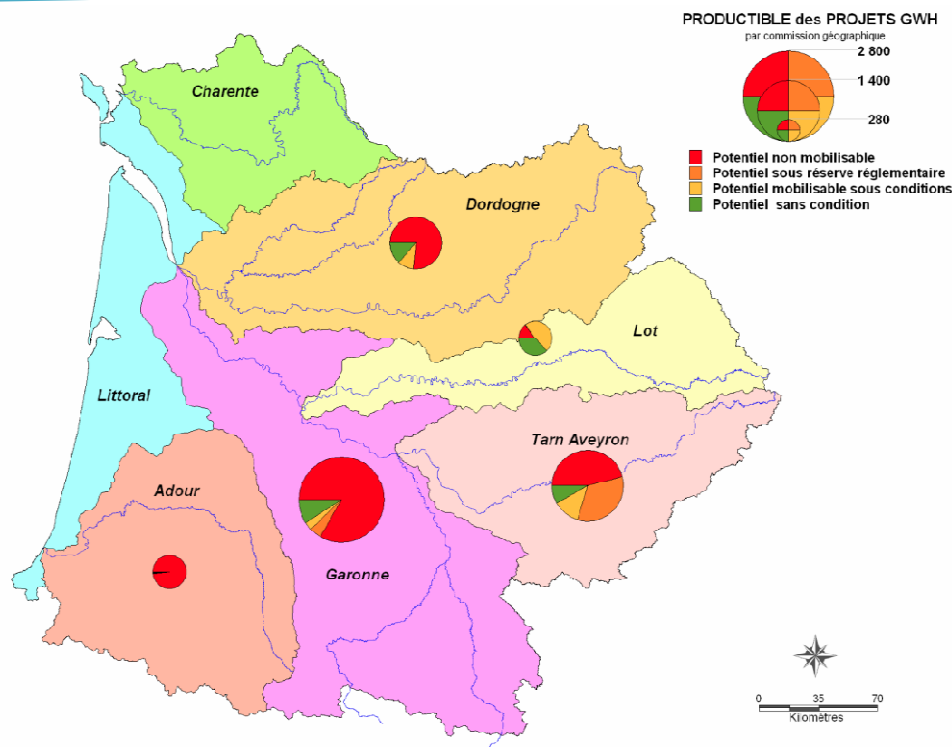 PRODUCTIBLE des PROJETS GWH
par commission géographique
2 800
1 400
280
Potentiel non mobilisable
Potentiel sous réserve réglementaire
Potentiel mobilisable sous conditions
Potentiel sans condition
Charente
Dordogne
Lot
Littoral
Tarn Aveyron
Adour
Garonne
0 35 70
Kilomètres